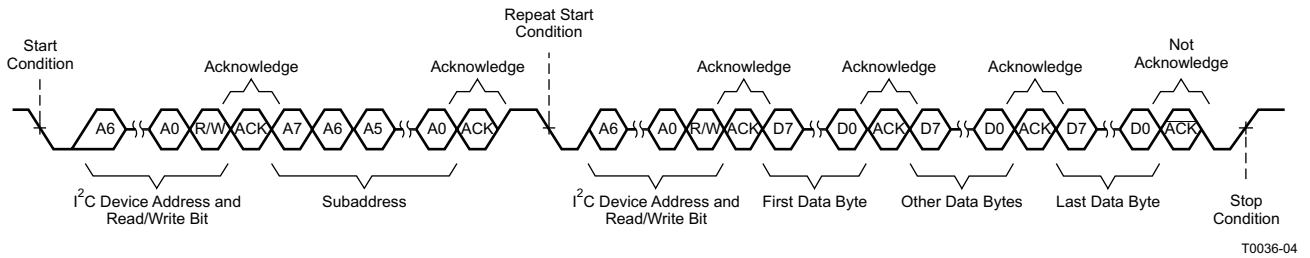 Repeat Start
Condition
Start
Condition
Not
Acknowledge
Acknowledge
Acknowledge
Acknowledge
Acknowledge
Acknowledge
A6 A0 R/W ACK A7 A6 A5 A0 ACK A6 A0 R/W ACK D7 D0 ACK D7 D0 ACK D7 D0 ACK
I²C Device Address and
Read/Write Bit
Subaddress
I²C Device Address and
Read/Write Bit
First Data Byte
Other Data Bytes
Last Data Byte
Stop
Condition
T0036-04